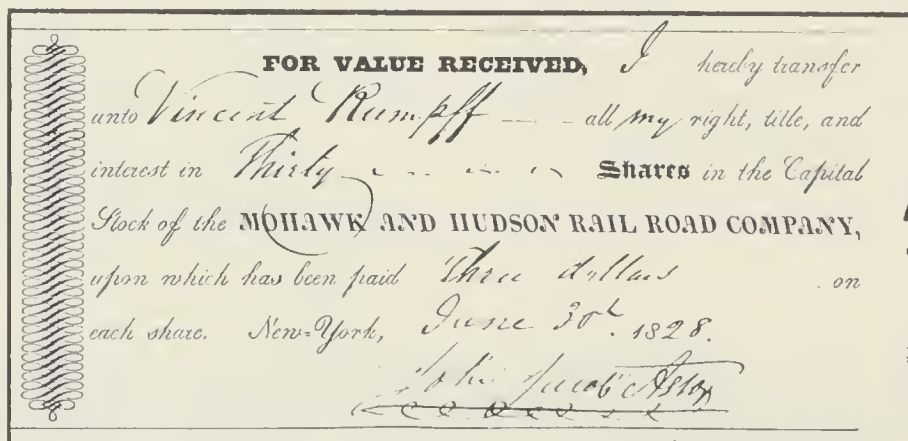 FOR VALUE RECEIVED, I hereby transfer
unto Vincent Rumpff all my right, title, and
interest in Thirty Shares in the Capital
Stock of the MOHAWK AND HUDSON RAIL ROAD COMPANY,
upon which has been paid Three dollars on
each share. New-York, June 30th. 1828.
John Jacob Astor